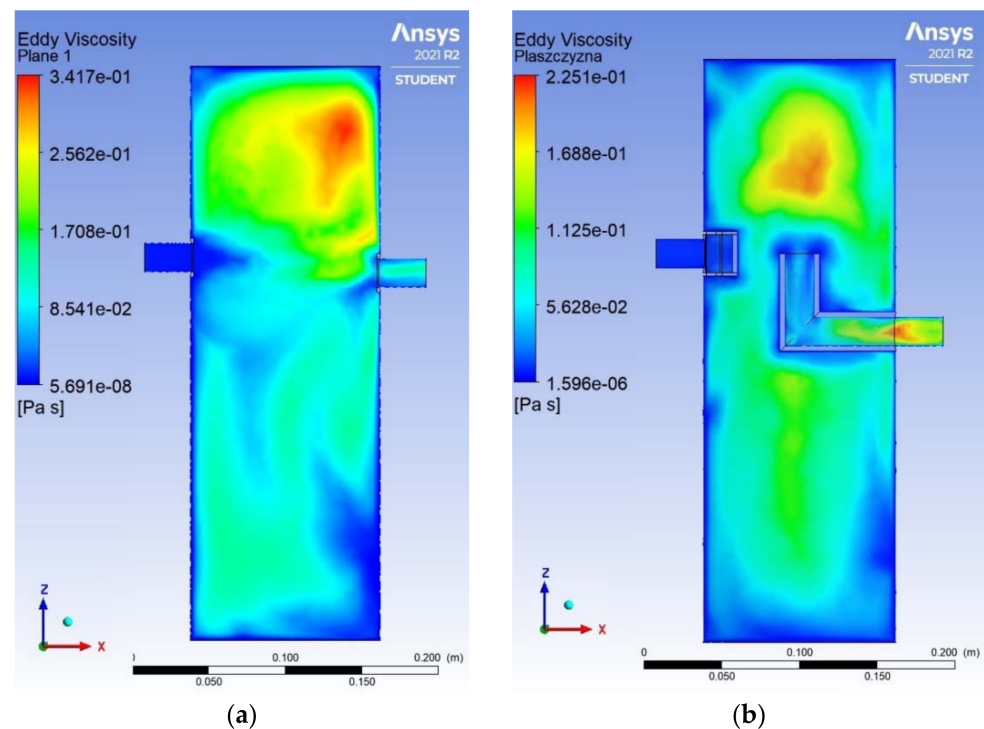 Eddy Viscosity
Plane 1
3.417e-01
2.562e-01
1.708e-01
8.541e-02
5.691e-08
[Pa s]
Ansys
2021 R2
STUDENT
Z
X
0.100
0.200 (m)
0.050
0.150
(a)
Eddy Viscosity
Plaszczyzna
2.251e-01
1.688e-01
1.125e-01
5.628e-02
1.596e-06
[Pa s]
Ansys
2021 R2
STUDENT
Z
X
0
0.100
0.200 (m)
0.050
0.150
(b)